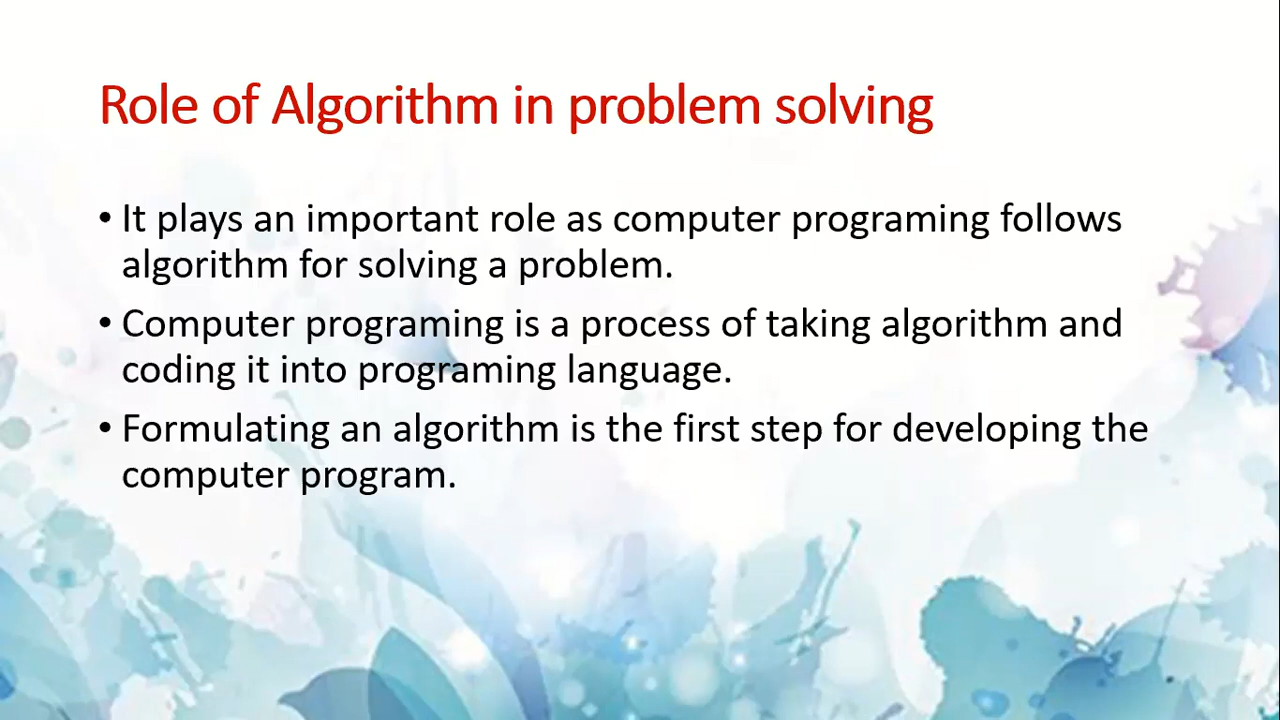 Role of Algorithm in problem solving
• It plays an important role as computer programing follows
algorithm for solving a problem.
• Computer programing is a process of taking algorithm and
coding it into programing language.
• Formulating an algorithm is the first step for developing the
computer program.